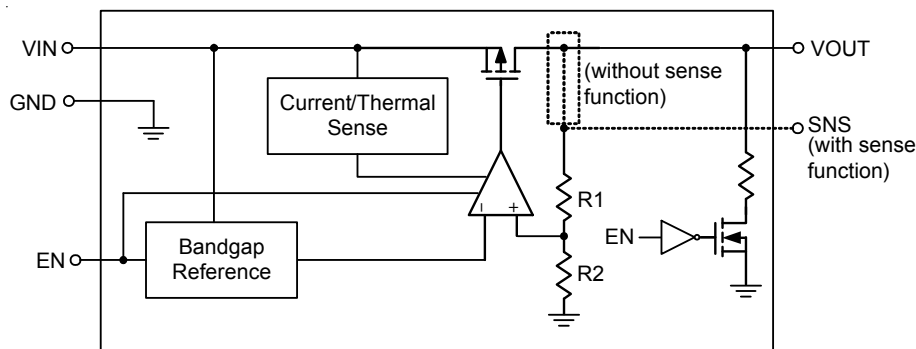 VIN
VOUT
(without sense
function)
GND
Current/Thermal
Sense
SNS
(with sense
function)
R1
− +
EN
Bandgap
Reference
EN
R2